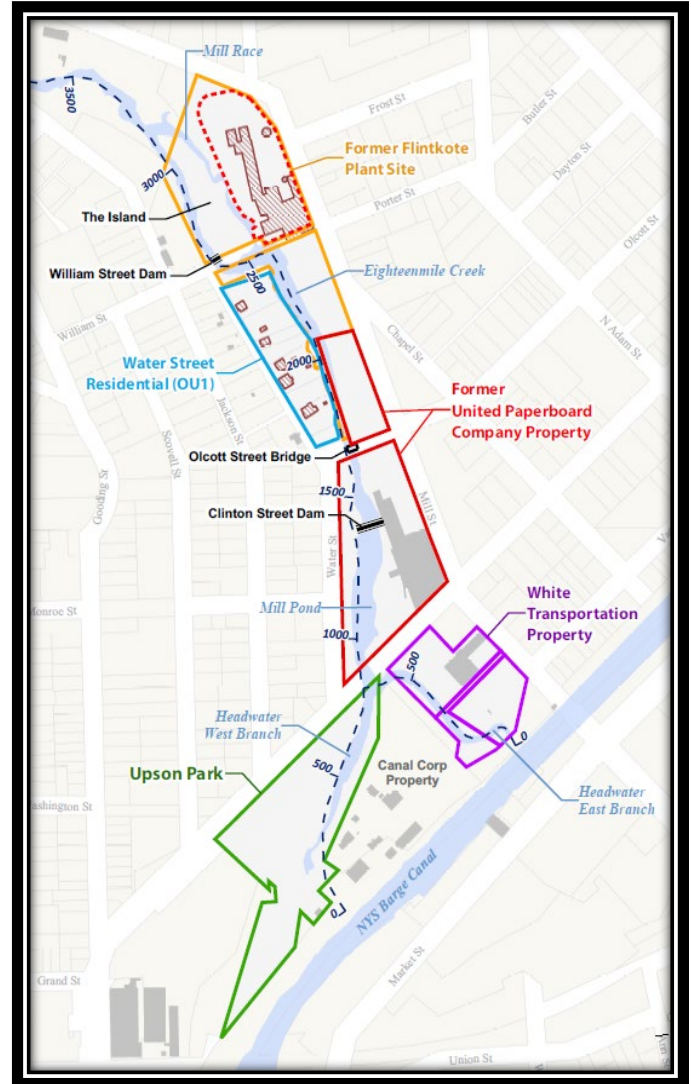 Mill Race
3500
Frost St
Butler St
Former Flintkote
Plant Site
Dayton St
3000
Porter St
The Island
Olcott St
William Street Dam
2500
Eighteenmile Creek
William St
N Adam St
Chapel St
Water Street
Residential (OU1)
2000
Former
United Paperboard
Company Property
Jackson St
Scovell St
Olcott Street Bridge
Gooding St
1500
Mill St
Clinton Street Dam
Water St
White
Transportation
Property
Monroe St
Mill Pond
1000
500
0
Headwater
West Branch
Upson Park
500
Canal Corp
Property
Headwater
East Branch
Washington St
NYS Barge Canal
0
Market St
Grand St
Union St